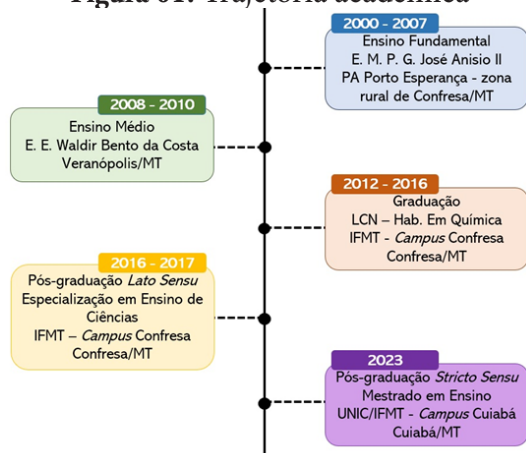 Figura 01: Trajetória acadêmica
2000 - 2007
Ensino Fundamental
E. M. P. G. José Anisio II
PA Porto Esperança - zona
rural de Confresa/MT
2008 - 2010
Ensino Médio
E. E. Waldir Bento da Costa
Veranópolis/MT
2012 - 2016
Graduação
LCN – Hab. Em Química
IFMT - Campus Confresa
Confresa/MT
2016 - 2017
Pós-graduação Lato Sensu
Especialização em Ensino de
Ciências
IFMT – Campus Confresa
Confresa/MT
2023
Pós-graduação Stricto Sensu
Mestrado em Ensino
UNIC/IFMT - Campus Cuiabá
Cuiabá/MT